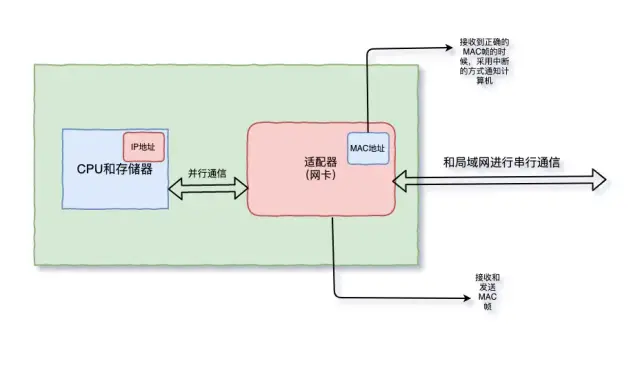 接收到正确的
MAC帧的时
候，采用中断
的方式通知计
算机
IP地址
CPU和存储器
并行通信
适配器
(网卡)
MAC地址
和局域网进行串行通信
接收和
发送
MAC
帧